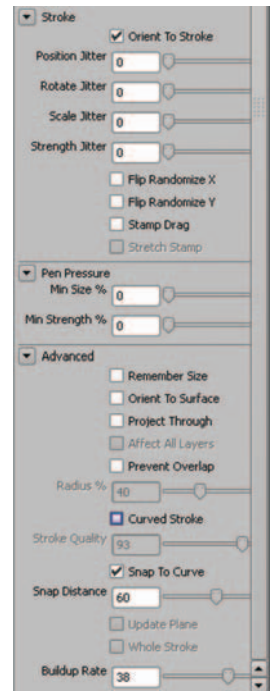 Stroke
Orient To Stroke
Position Jitter 0
Rotate Jitter 0
Scale Jitter 0
Strength Jitter 0
Flip Randomize X
Flip Randomize Y
Stamp Drag
Stretch Stamp
Pen Pressure
Min Size % 0
Min Strength % 0
Advanced
Remember Size
Orient To Surface
Project Through
Affect All Layers
Prevent Overlap
Radius % 40
Curved Stroke
Stroke Quality 93
Snap To Curve
Snap Distance 60
Update Plane
Whole Stroke
Buildup Rate 38